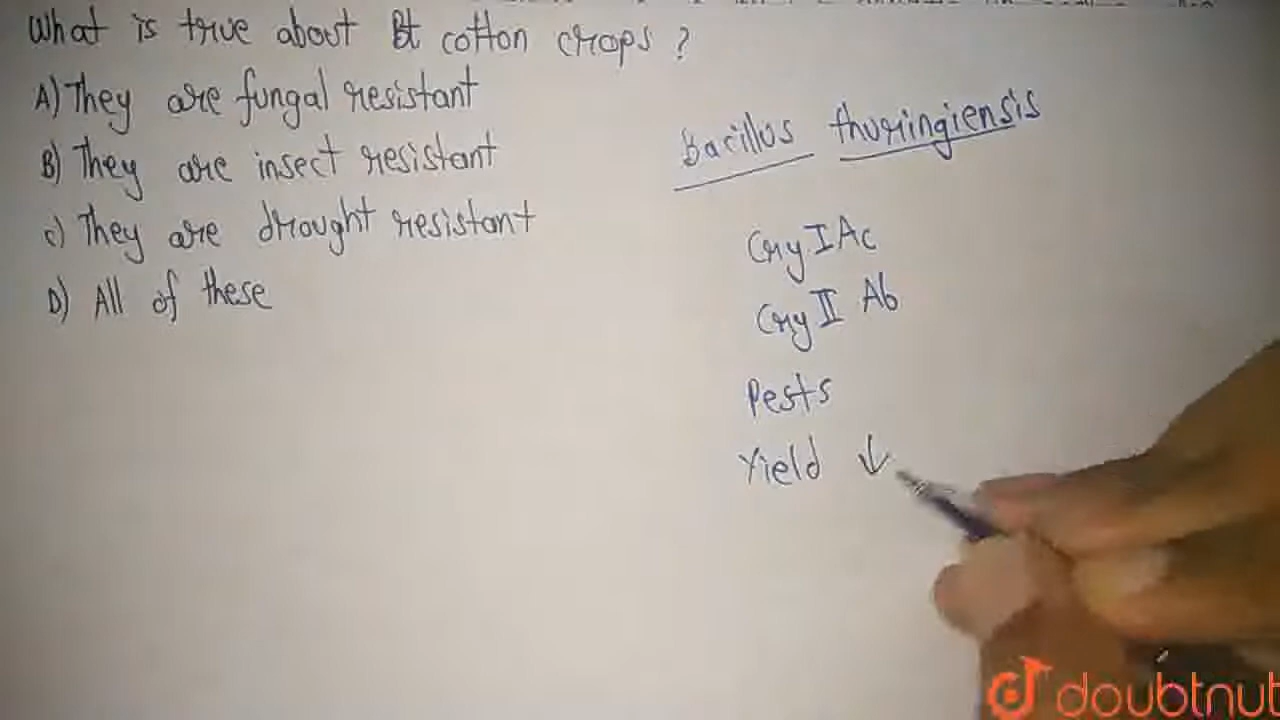 What is true about Bt cotton crops ?
A) They are fungal resistant
B) They are insect resistant
c) They are drought resistant
D) All of these
Bacillus thuringiensis
Cry I Ac
Cry II Ab
Pests
Yield ↓
doubtnut